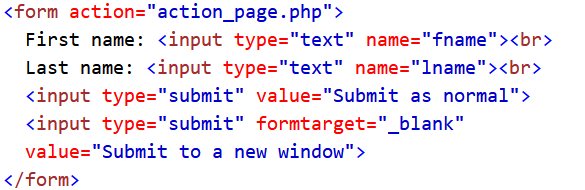 <form action="action_page.php">
First name: <input type="text" name="fname"><br>
Last name: <input type="text" name="lname"><br>
<input type="submit" value="Submit as normal">
<input type="submit" formtarget="_blank"
value="Submit to a new window">
</form>